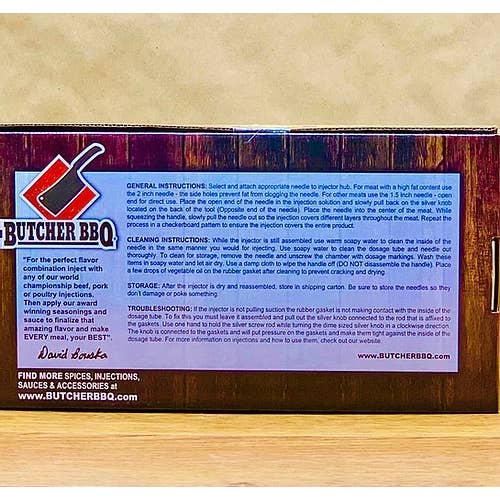 BUTCHER BBQ
"For the perfect flavor
combination inject with
any of our world
championship beef, pork
or poultry injections.
Then apply our award
winning seasonings and
sauce to finalize that
amazing flavor and make
EVERY meal, your BEST".
David Bouska
FIND MORE SPICES, INJECTIONS,
SAUCES & ACCESSORIES at
www.BUTCHERBBQ.com
GENERAL INSTRUCTIONS: Select and attach appropriate needle to injector hub. For meat with a high fat content use
the 2 inch needle - the side holes prevent fat from clogging the needle. For other meats use the 1.5 inch needle - open
end for direct use. Place the open end of the needle in the injection solution and slowly pull back on the silver knob
located on the back of the tool (Opposite end of the needle). Place the needle into the center of the meat. While
squeezing the handle, slowly pull the needle out so the injection covers different layers throughout the meat. Repeat the
process in a checkerboard pattern to ensure the injection covers the entire product.
CLEANING INSTRUCTIONS: While the injector is still assembled use warm soapy water to clean the inside of the
needle in the same manner you would for injecting. Use soapy water to clean the dosage tube and needle out
thoroughly. To clean for storage, remove the needle and unscrew the chamber with dosage markings. Wash these
items in soapy water and let air dry. Use a damp cloth to wipe the handle off (DO NOT disassemble the handle). Place
a few drops of vegetable oil on the rubber gasket after cleaning to prevent cracking and drying.
STORAGE: After the injector is dry and reassembled, store in shipping carton. Be sure to store the needles so they
don't damage or poke something.
TROUBLESHOOTING: If the injector is not pulling suction the rubber gasket is not making contact with the inside of the
dosage tube. To fix this you must leave it assembled and pull out the silver knob connected to the rod that is affixed to
the gaskets. Use one hand to hold the silver screw rod while turning the dime sized silver knob in a clockwise direction.
The knob is connected to the gaskets and will put pressure on the gaskets and make them tight against the inside of the
dosage tube. For more information on injections and how to use them, check out our website.
www.BUTCHERBBQ.com